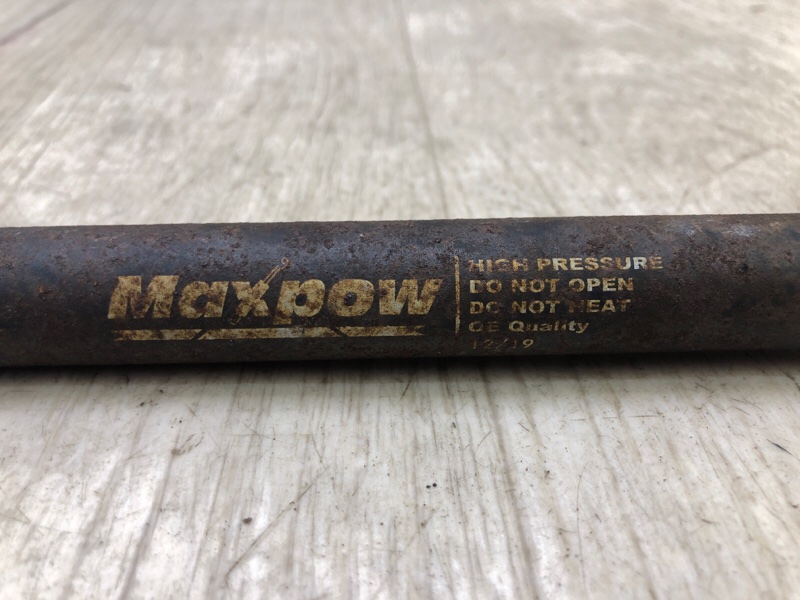 Maxpow
HIGH PRESSURE
DO NOT OPEN
DO NOT HEAT
OE Quality
12/19